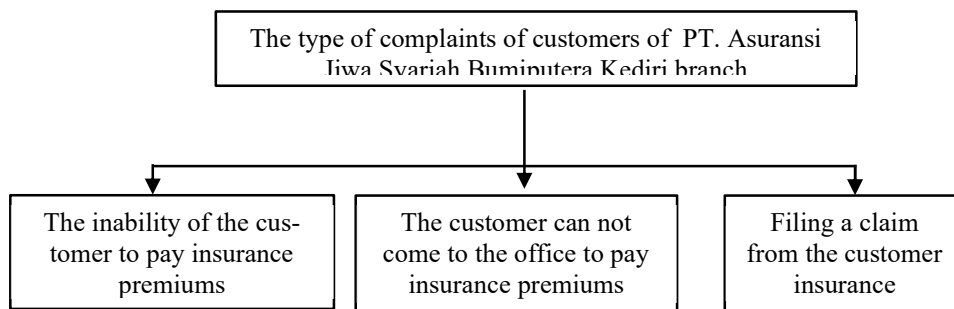 The type of complaints of customers of PT. Asuransi
Jiwa Syariah Bumiputera Kediri branch
The inability of the cus-
tomer to pay insurance
premiums
The customer can not
come to the office to pay
insurance premiums
Filing a claim
from the customer
insurance